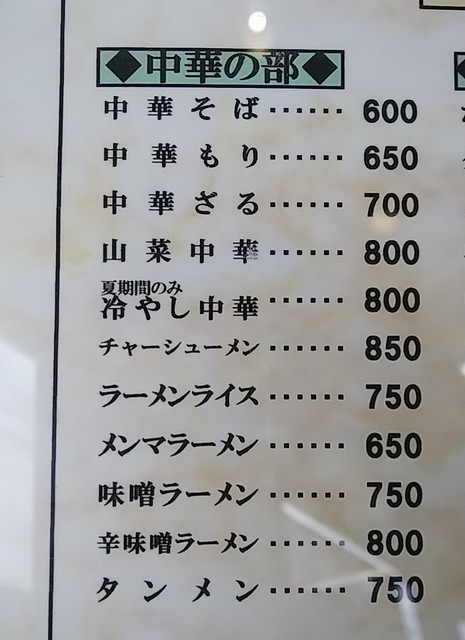 ◆中華の部◆
中華そば…… 600
中華もり…… 650
中華ざる…… 700
山菜中華…… 800
夏期間のみ
冷やし中華…… 800
チャーシューメン…… 850
ラーメンライス…… 750
メンマラーメン…… 650
味噌ラーメン…… 750
辛味噌ラーメン…… 800
タンメン…… 750